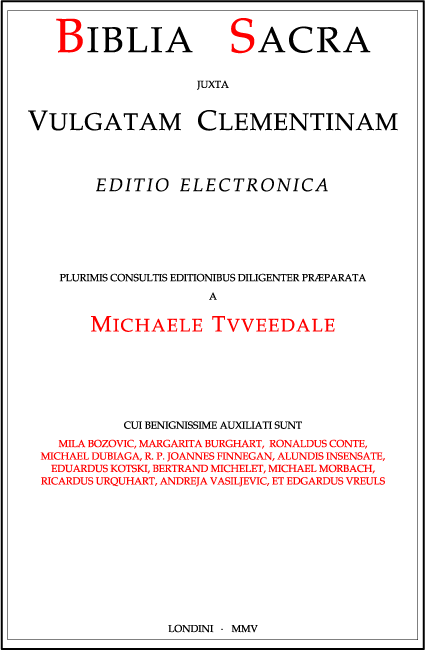 BIBLIA SACRA
JUXTA
VULGATAM CLEMENTINAM
EDITIO ELECTRONICA
PLURIMIS CONSULTIS EDITIONIBUS DILIGENTER PRÆPARATA
A
MICHAELE TVVEEDALE
CUI BENIGNISSIME AUXILIATI SUNT
MILA BOZOVIC, MARGARITA BURGHART, RONALDUS CONTE,
MICHAEL DUBIAGA, R. P. JOANNES FINNEGAN, ALUNDIS INSENSATE,
EDUARDUS KOTSKI, BERTRAND MICHELET, MICHAEL MORBACH,
RICARDUS URQUHART, ANDREJA VASILJEVIC, ET EDGARDUS VREULS
LONDINI · MMV